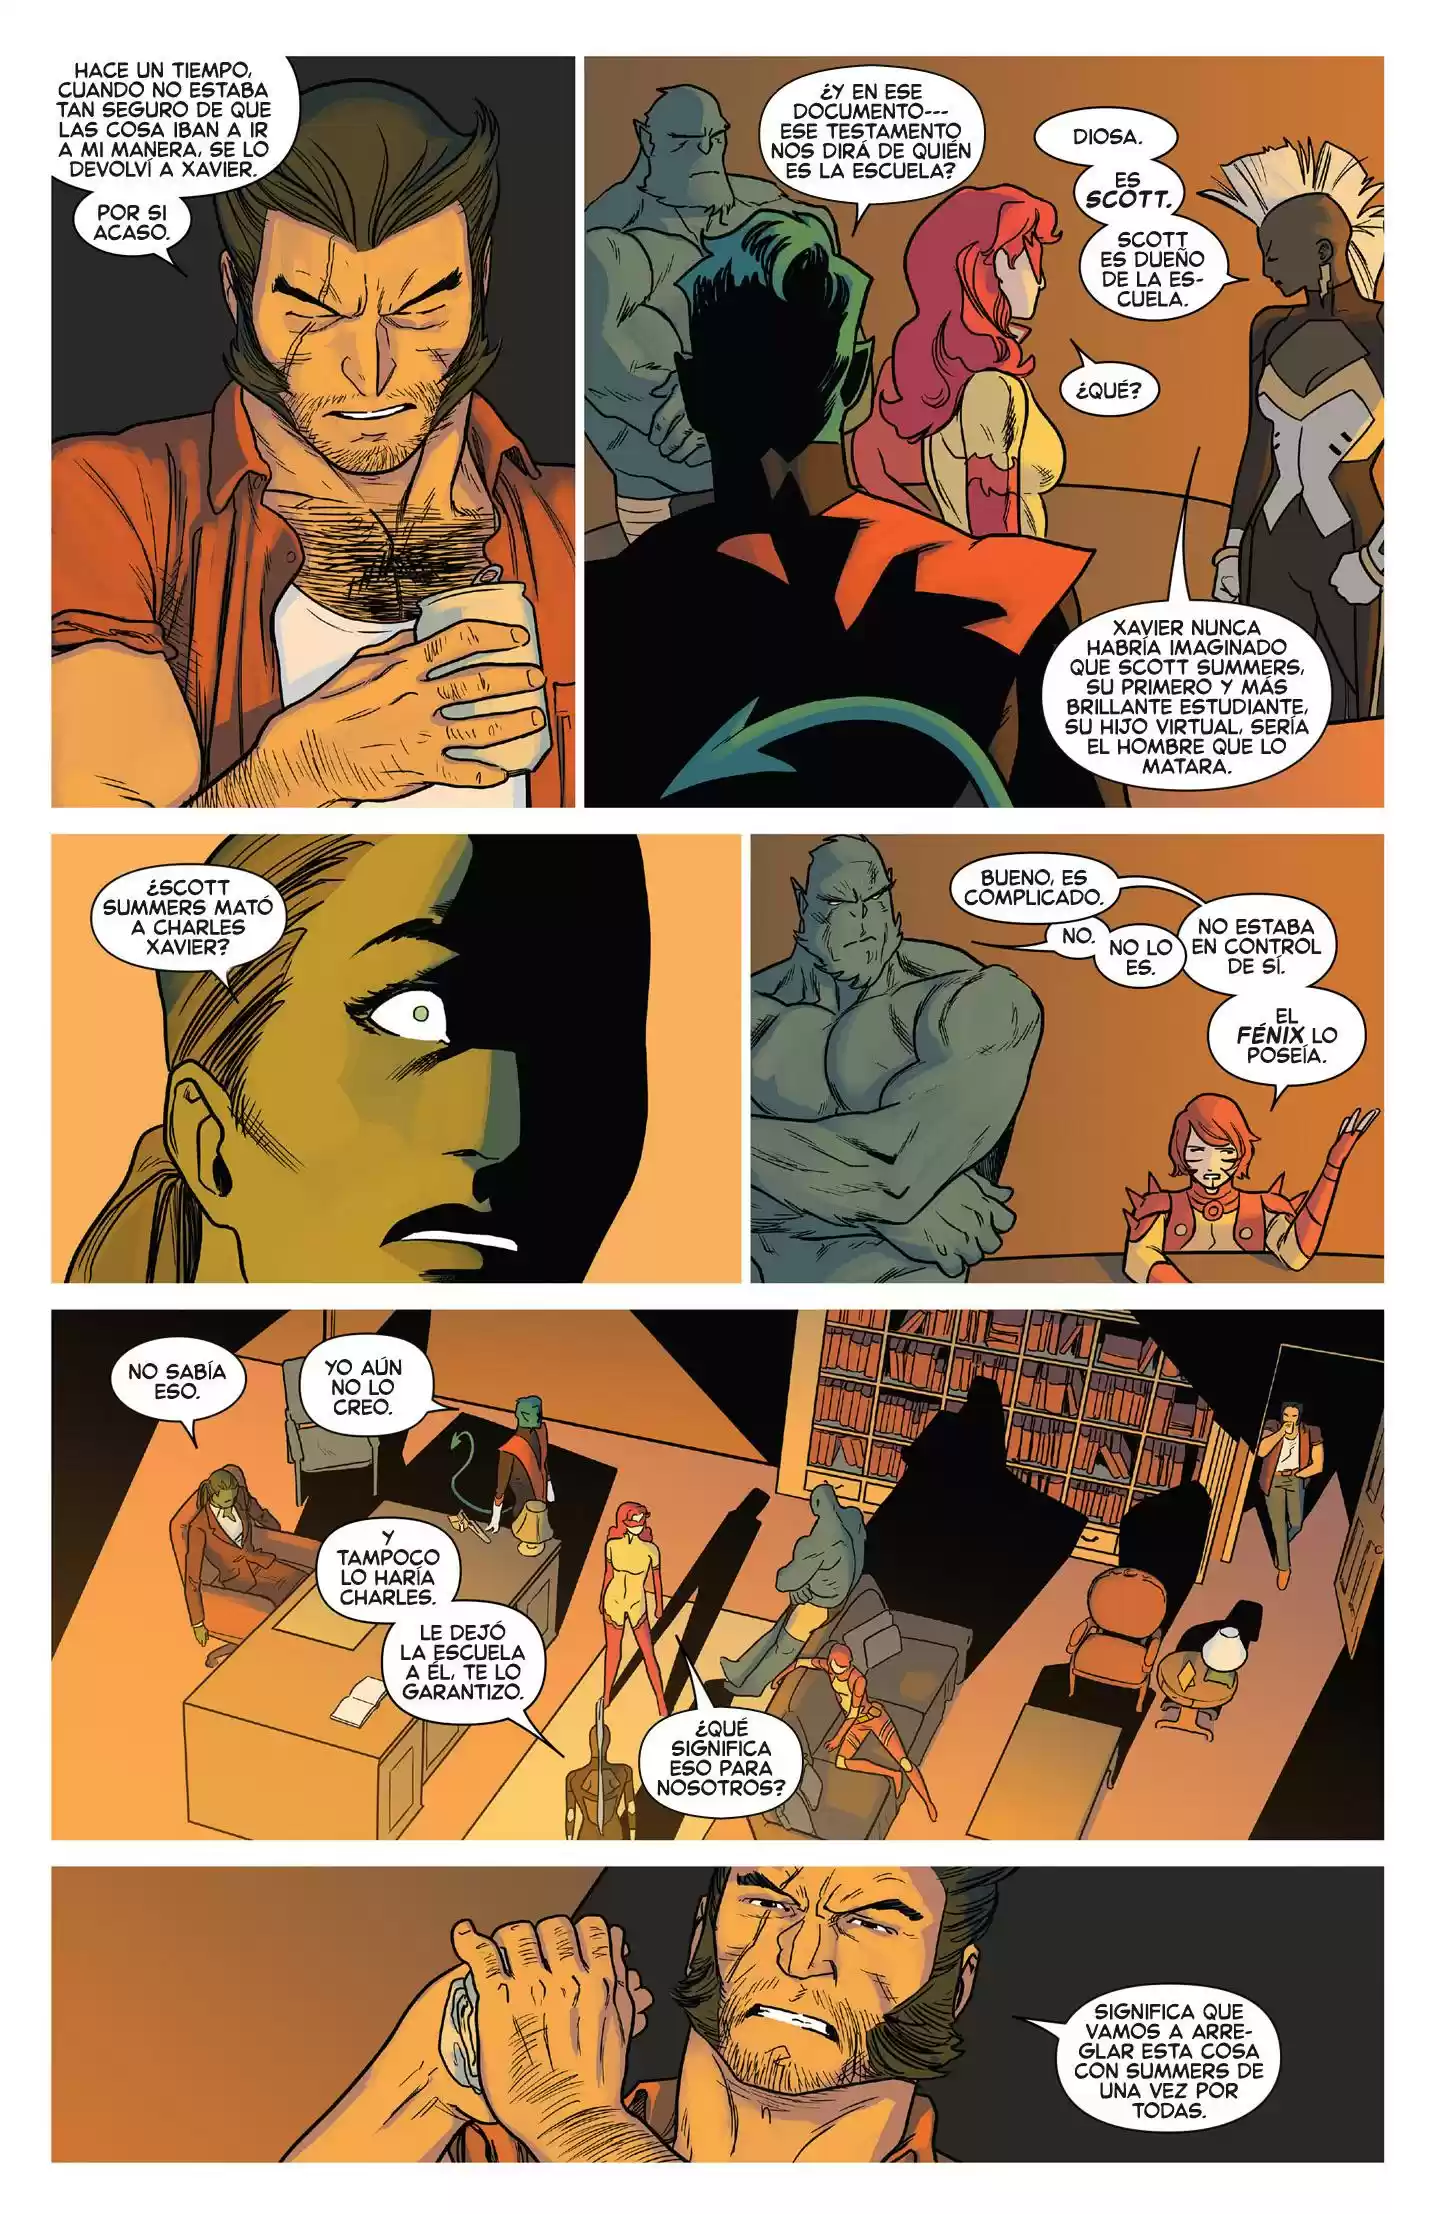 HACE UN TIEMPO,
CUANDO NO ESTABA
TAN SEGURO DE QUE
LAS COSA IBAN A IR
A MI MANERA, SE LO
DEVOLVÍ A XAVIER.
POR SI
ACASO.
¿Y EN ESE
DOCUMENTO---
ESE TESTAMENTO
NOS DIRÁ DE QUIÉN
ES LA ESCUELA?
DIOSA.
ES
SCOTT.
SCOTT
ES DUEÑO
DE LA ES-
CUELA.
¿QUÉ?
XAVIER NUNCA
HABRÍA IMAGINADO
QUE SCOTT SUMMERS,
SU PRIMERO Y MÁS
BRILLANTE ESTUDIANTE,
SU HIJO VIRTUAL, SERÍA
EL HOMBRE QUE LO
MATARA.
¿SCOTT
SUMMERS MATÓ
A CHARLES
XAVIER?
BUENO, ES
COMPLICADO.
NO.
NO LO
ES.
NO ESTABA
EN CONTROL
DE SÍ.
EL
FÉNIX LO
POSEÍA.
NO SABÍA
ESO.
YO AÚN
NO LO
CREO.
Y
TAMPOCO
LO HARÍA
CHARLES.
LE DEJÓ
LA ESCUELA
A ÉL, TE LO
GARANTIZO.
¿QUÉ
SIGNIFICA
ESO PARA
NOSOTROS?
SIGNIFICA QUE
VAMOS A ARRE-
GLAR ESTA COSA
CON SUMMERS DE
UNA VEZ POR
TODAS.